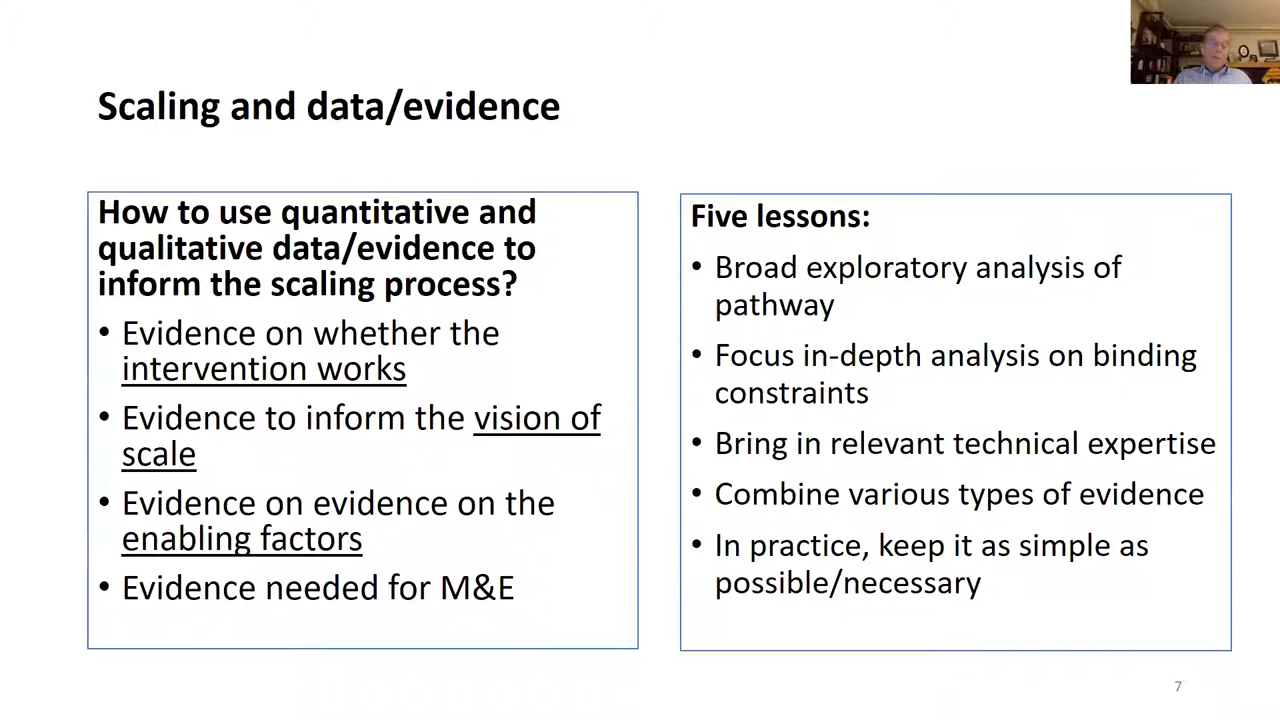 Scaling and data/evidence
How to use quantitative and
qualitative data/evidence to
inform the scaling process?
• Evidence on whether the
intervention works
• Evidence to inform the vision of
scale
• Evidence on evidence on the
enabling factors
• Evidence needed for M&E
Five lessons:
• Broad exploratory analysis of
pathway
• Focus in-depth analysis on binding
constraints
• Bring in relevant technical expertise
• Combine various types of evidence
• In practice, keep it as simple as
possible/necessary
7